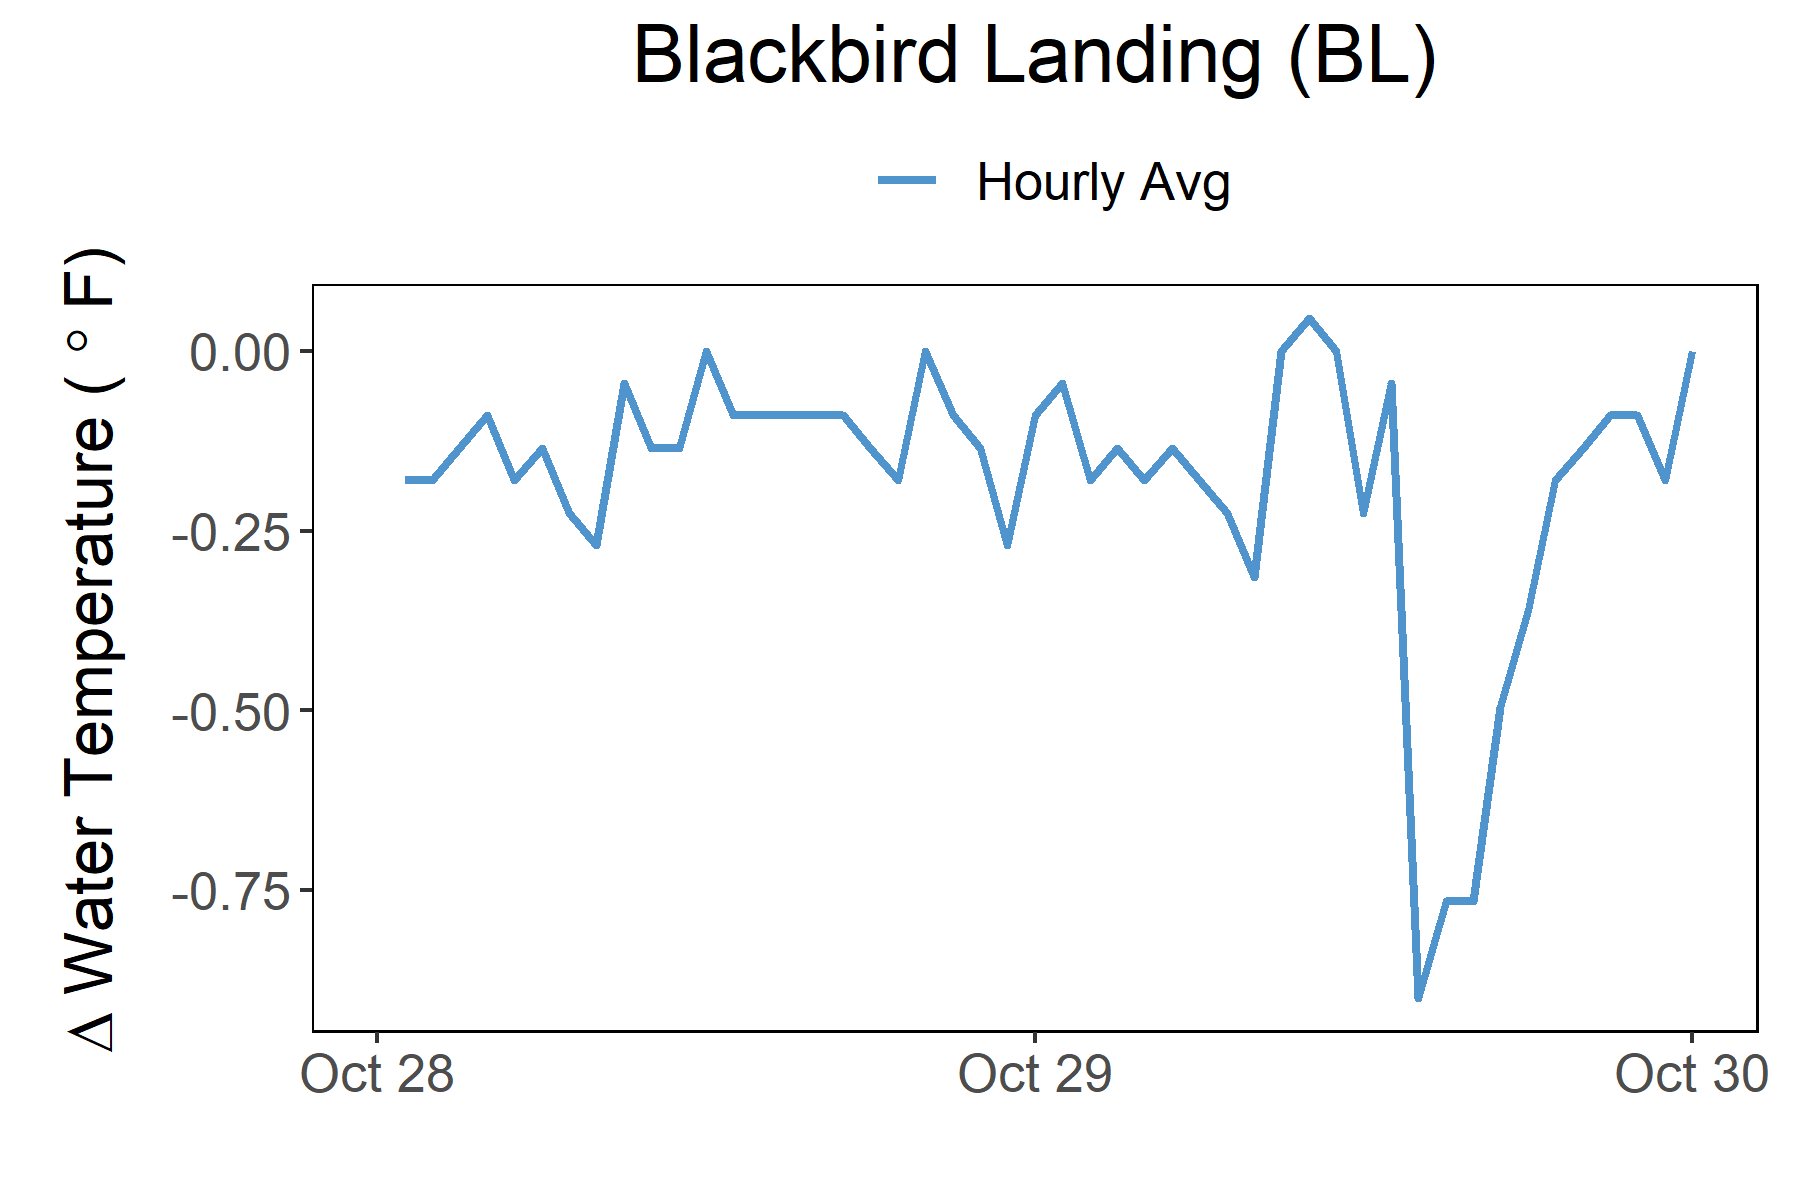 Blackbird Landing (BL)
Hourly Avg
Δ Water Temperature ( ° F)
0.00
-0.25
-0.50
-0.75
Oct 28
Oct 29
Oct 30